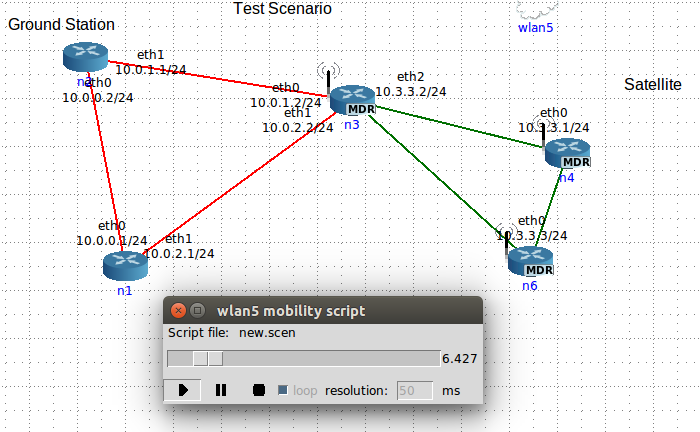 Test Scenario
wlan5
Ground Station
eth1
10.0.1.1/24
n2
eth0
10.0.0.2/24
eth2
10.3.3.2/24
eth0
10.0.1.2/24
eth1
10.0.2.2/24
MDR
n3
Satellite
eth0
10.3.3.1/24
MDR
n4
eth0
10.3.3.3/24
MDR
n6
eth0
10.0.0.1/24
eth1
10.0.2.1/24
n1
wlan5 mobility script
Script file: new.scen
6.427
loop resolution: 50 ms